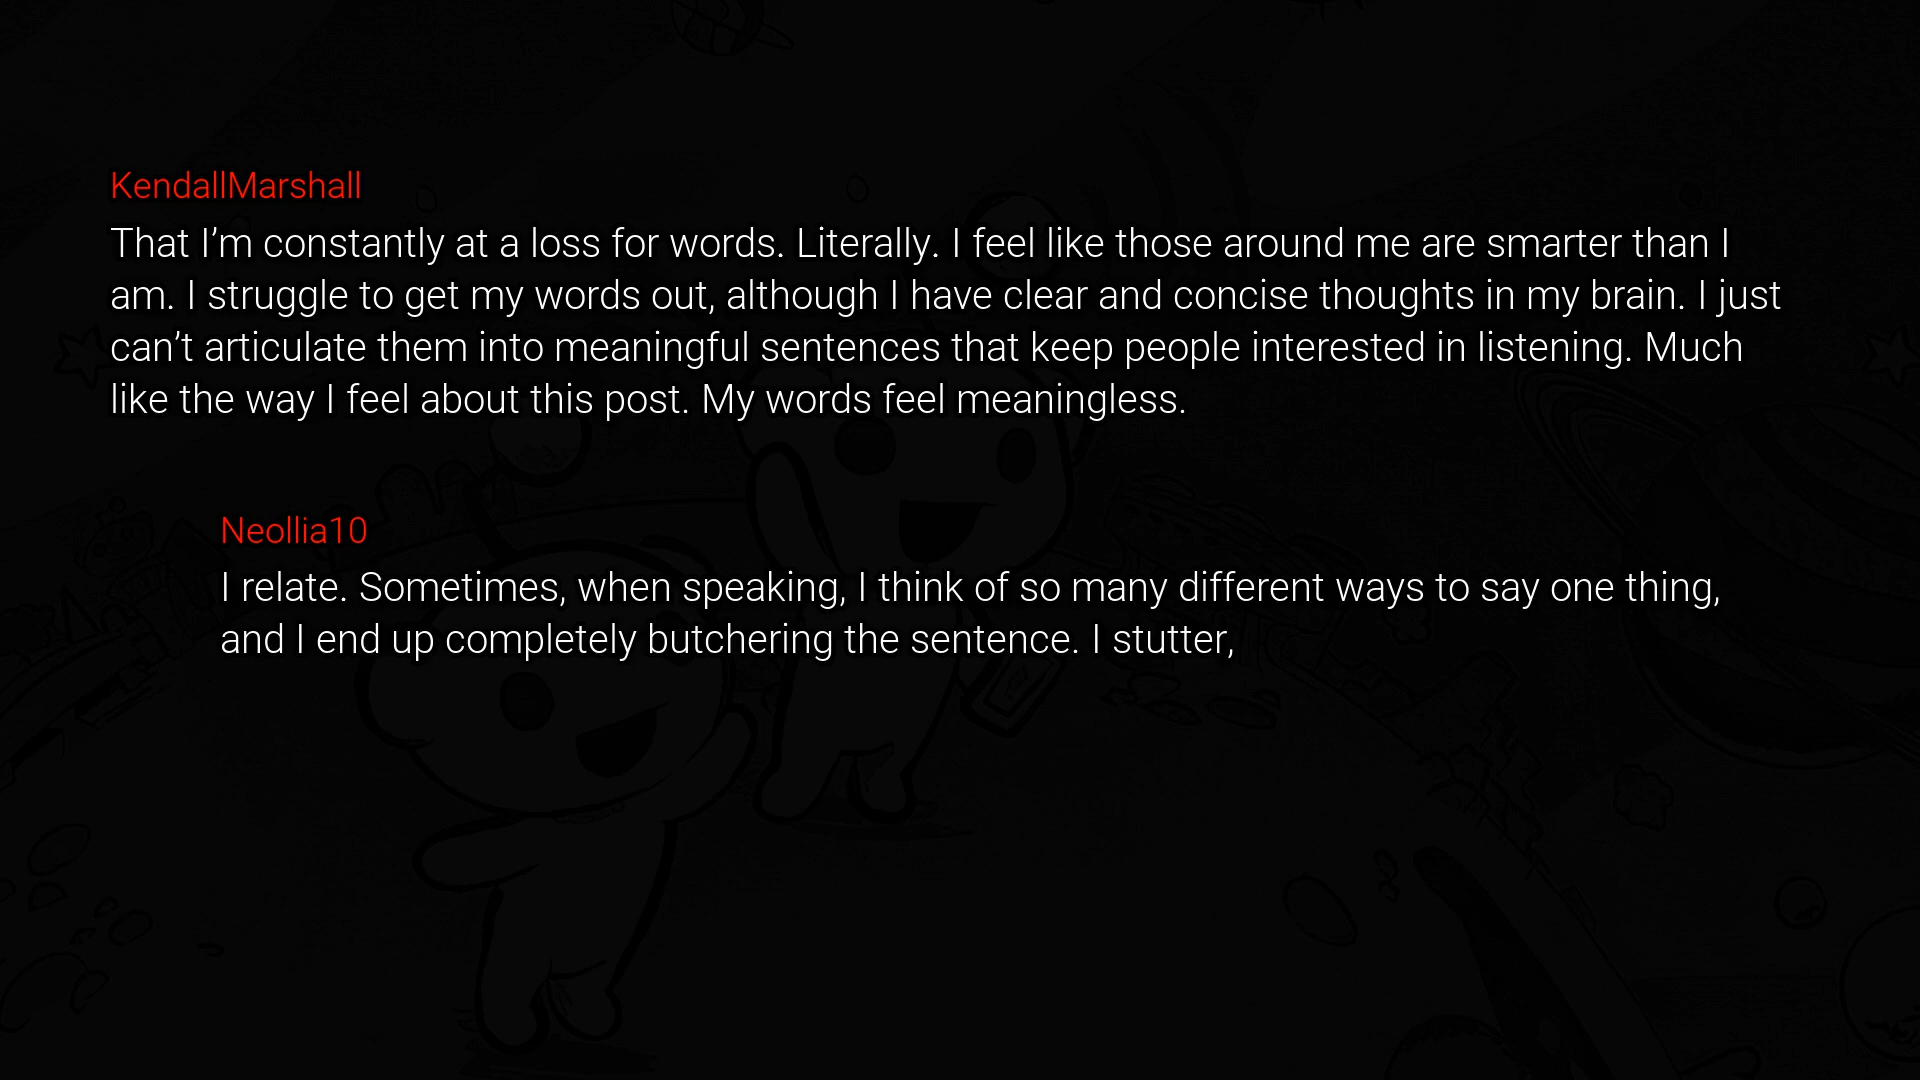 KendallMarshall
That I’m constantly at a loss for words. Literally. I feel like those around me are smarter than I
am. I struggle to get my words out, although I have clear and concise thoughts in my brain. I just
can’t articulate them into meaningful sentences that keep people interested in listening. Much
like the way I feel about this post. My words feel meaningless.
Neollia10
I relate. Sometimes, when speaking, I think of so many different ways to say one thing,
and I end up completely butchering the sentence. I stutter,